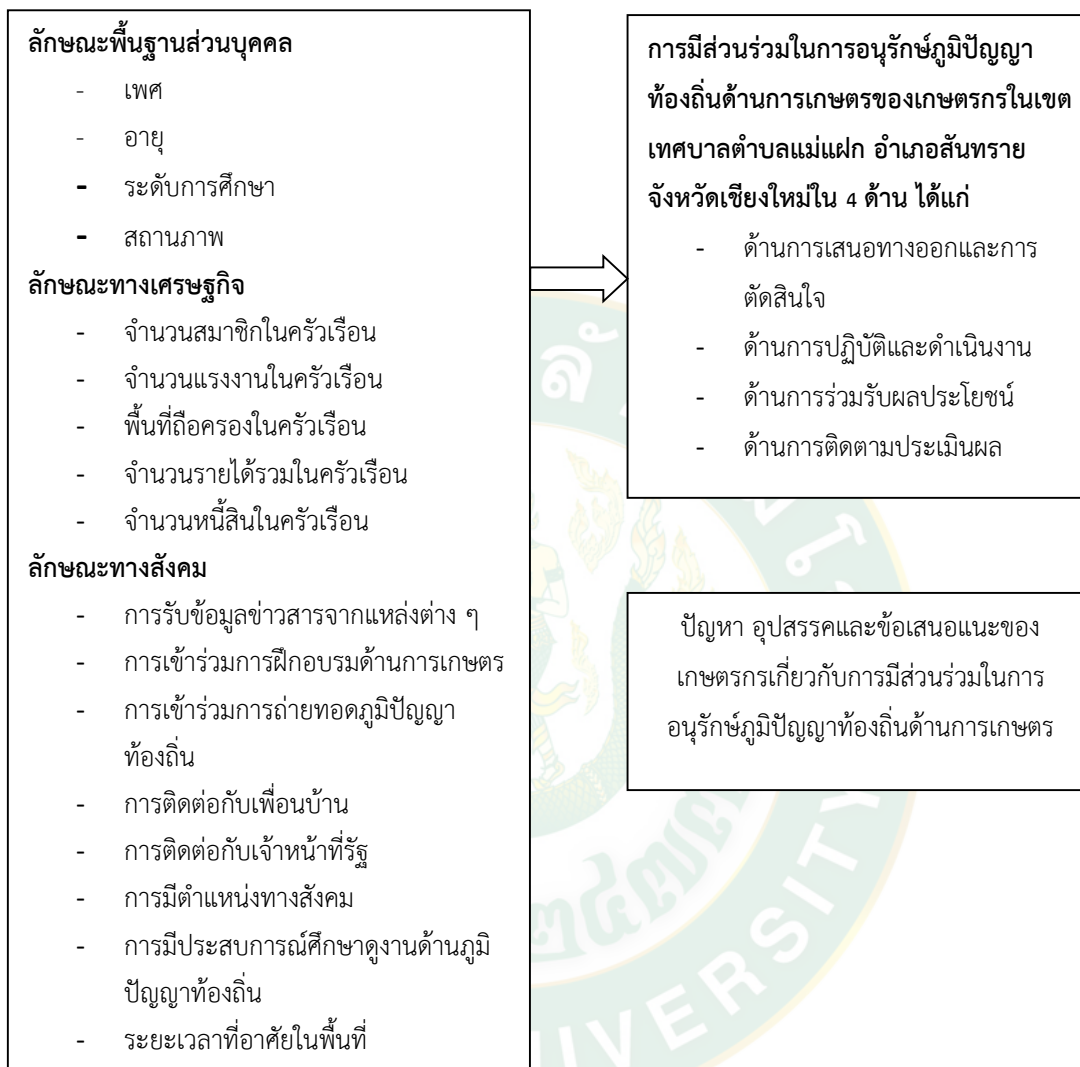 ลักษณะพื้นฐานส่วนบุคคล
- เพศ
- อายุ
- ระดับการศึกษา
- สถานภาพ
ลักษณะทางเศรษฐกิจ
- จำนวนสมาชิกในครัวเรือน
- จำนวนแรงงานในครัวเรือน
- พื้นที่ถือครองในครัวเรือน
- จำนวนรายได้รวมในครัวเรือน
- จำนวนหนี้สินในครัวเรือน
ลักษณะทางสังคม
- การรับข้อมูลข่าวสารจากแหล่งต่าง ๆ
- การเข้าร่วมการฝึกอบรมด้านการเกษตร
- การเข้าร่วมการถ่ายทอดภูมิปัญญา
ท้องถิ่น
- การติดต่อกับเพื่อนบ้าน
- การติดต่อกับเจ้าหน้าที่รัฐ
- การมีตำแหน่งทางสังคม
- การมีประสบการณ์ศึกษาดูงานด้านภูมิ
ปัญญาท้องถิ่น
- ระยะเวลาที่อาศัยในพื้นที่
การมีส่วนร่วมในการอนุรักษ์ภูมิปัญญา
ท้องถิ่นด้านการเกษตรของเกษตรกรในเขต
เทศบาลตำบลแม่แฝก อำเภอสันทราย
จังหวัดเชียงใหม่ใน 4 ด้าน ได้แก่
- ด้านการเสนอทางออกและการ
ตัดสินใจ
- ด้านการปฏิบัติและดำเนินงาน
- ด้านการร่วมรับผลประโยชน์
- ด้านการติดตามประเมินผล
ปัญหา อุปสรรคและข้อเสนอแนะของ
เกษตรกรเกี่ยวกับการมีส่วนร่วมในการ
อนุรักษ์ภูมิปัญญาท้องถิ่นด้านการเกษตร